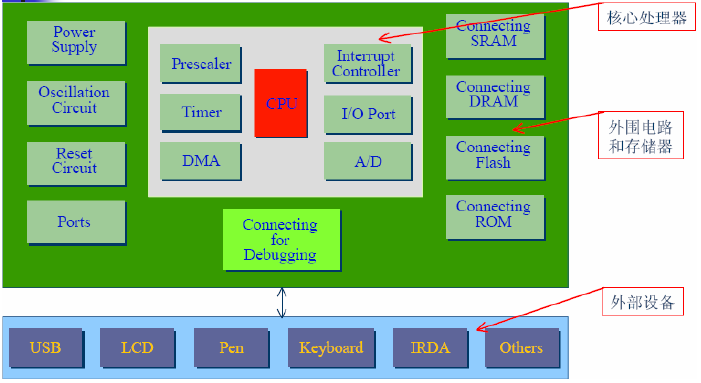 Power
Supply
Oscillation
Circuit
Reset
Circuit
Ports
Prescaler
Timer
DMA
CPU
Interrupt
Controller
I/O Port
A/D
Connecting
for
Debugging
Connecting
SRAM
Connecting
DRAM
Connecting
Flash
Connecting
ROM
核心处理器
外围电路
和存储器
外部设备
USB
LCD
Pen
Keyboard
IRDA
Others